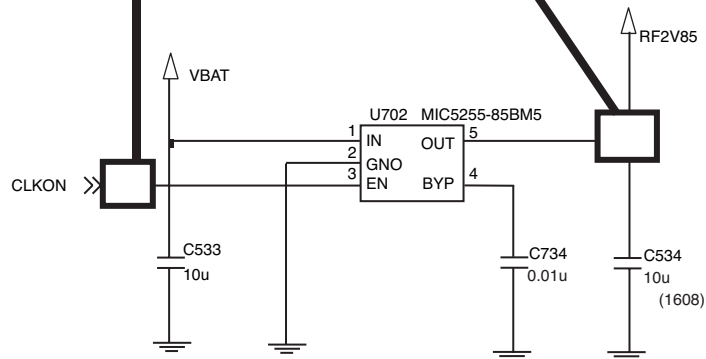 RF2V85
VBAT
U702 MIC5255-85BM5
1 IN OUT 5
2 GNO
3 EN BYP 4
CLKON
C533
10u
C734
0.01u
C534
10u
(1608)